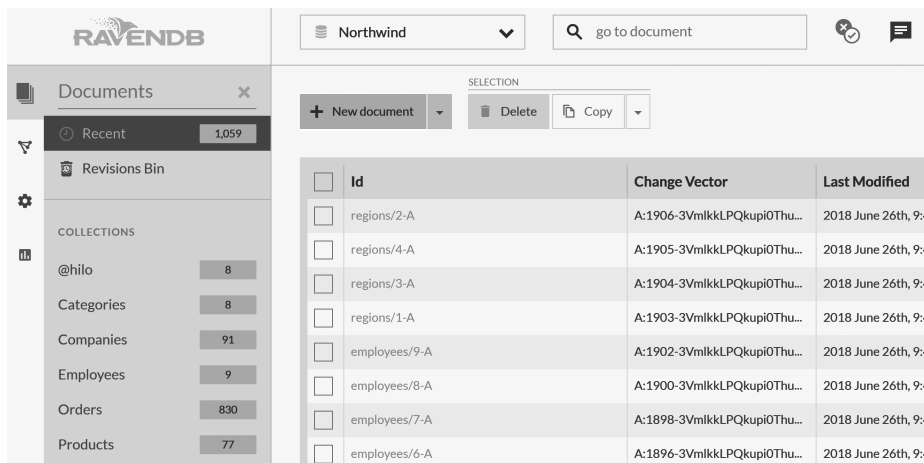 RAVENDB
Northwind
go to document
Documents
Recent 1,059
Revisions Bin
COLLECTIONS
@hilo 8
Categories 8
Companies 91
Employees 9
Orders 830
Products 77
SELECTION
+ New document
Delete
Copy
Id Change Vector Last Modified
regions/2-A A:1906-3VmlkkLPQkupi0Thu... 2018 June 26th, 9:
regions/4-A A:1905-3VmlkkLPQkupi0Thu... 2018 June 26th, 9:
regions/3-A A:1904-3VmlkkLPQkupi0Thu... 2018 June 26th, 9:
regions/1-A A:1903-3VmlkkLPQkupi0Thu... 2018 June 26th, 9:
employees/9-A A:1902-3VmlkkLPQkupi0Thu... 2018 June 26th, 9:
employees/8-A A:1900-3VmlkkLPQkupi0Thu... 2018 June 26th, 9:
employees/7-A A:1898-3VmlkkLPQkupi0Thu... 2018 June 26th, 9:
employees/6-A A:1896-3VmlkkLPQkupi0Thu... 2018 June 26th, 9: